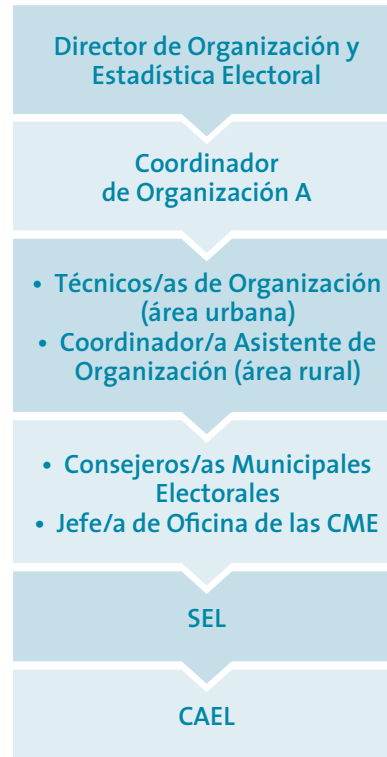 Director de Organización y
Estadística Electoral
Coordinador
de Organización A
• Técnicos/as de Organización
(área urbana)
• Coordinador/a Asistente de
Organización (área rural)
• Consejeros/as Municipales
Electorales
• Jefe/a de Oficina de las CME
SEL
CAEL